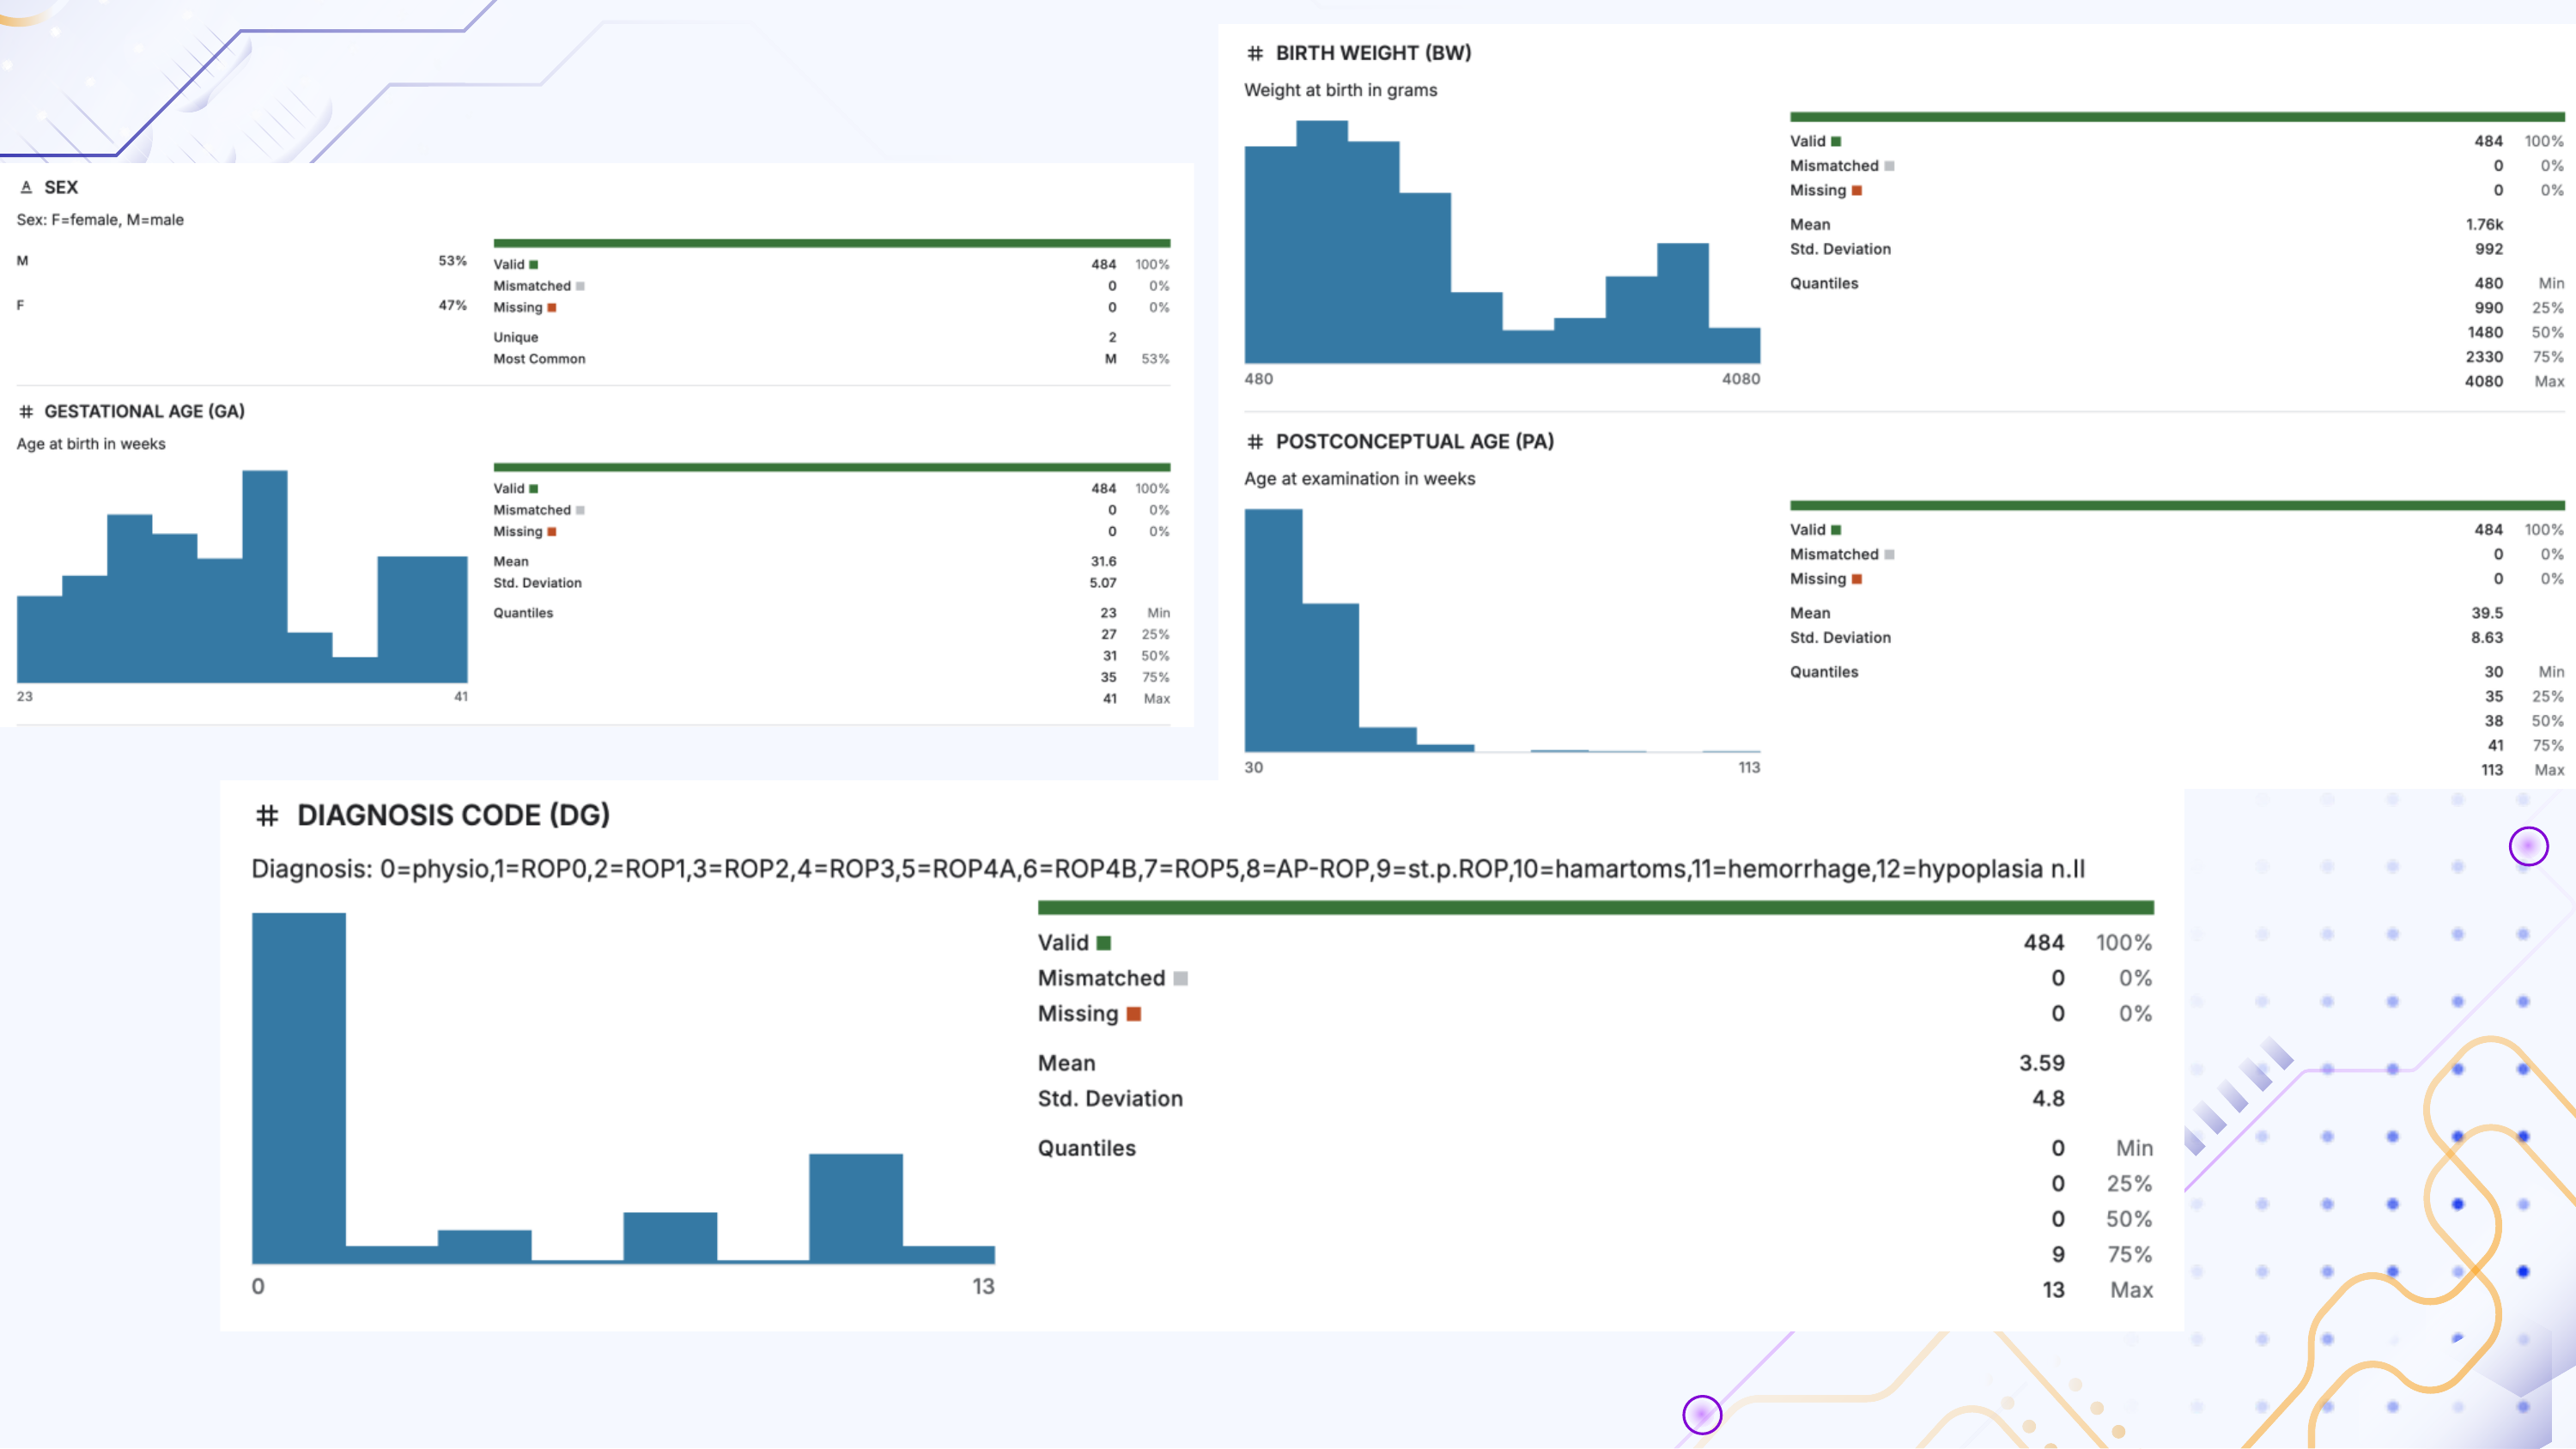 A SEX
Sex: F=female, M=male
M 53%
F 47%
Valid 484 100%
Mismatched 0 0%
Missing 0 0%
Unique 2
Most Common M 53%
# GESTATIONAL AGE (GA)
Age at birth in weeks
23 41
Valid 484 100%
Mismatched 0 0%
Missing 0 0%
Mean 31.6
Std. Deviation 5.07
Quantiles 23 Min
27 25%
31 50%
35 75%
41 Max
# BIRTH WEIGHT (BW)
Weight at birth in grams
480 4080
Valid 484 100%
Mismatched 0 0%
Missing 0 0%
Mean 1.76k
Std. Deviation 992
Quantiles 480 Min
990 25%
1480 50%
2330 75%
4080 Max
# POSTCONCEPTUAL AGE (PA)
Age at examination in weeks
30 113
Valid 484 100%
Mismatched 0 0%
Missing 0 0%
Mean 39.5
Std. Deviation 8.63
Quantiles 30 Min
35 25%
38 50%
41 75%
113 Max
# DIAGNOSIS CODE (DG)
Diagnosis: 0=physio,1=ROP0,2=ROP1,3=ROP2,4=ROP3,5=ROP4A,6=ROP4B,7=ROP5,8=AP-ROP,9=st.p.ROP,10=hamartoms,11=hemorrhage,12=hypoplasia n.II
0 13
Valid 484 100%
Mismatched 0 0%
Missing 0 0%
Mean 3.59
Std. Deviation 4.8
Quantiles 0 Min
0 25%
0 50%
9 75%
13 Max